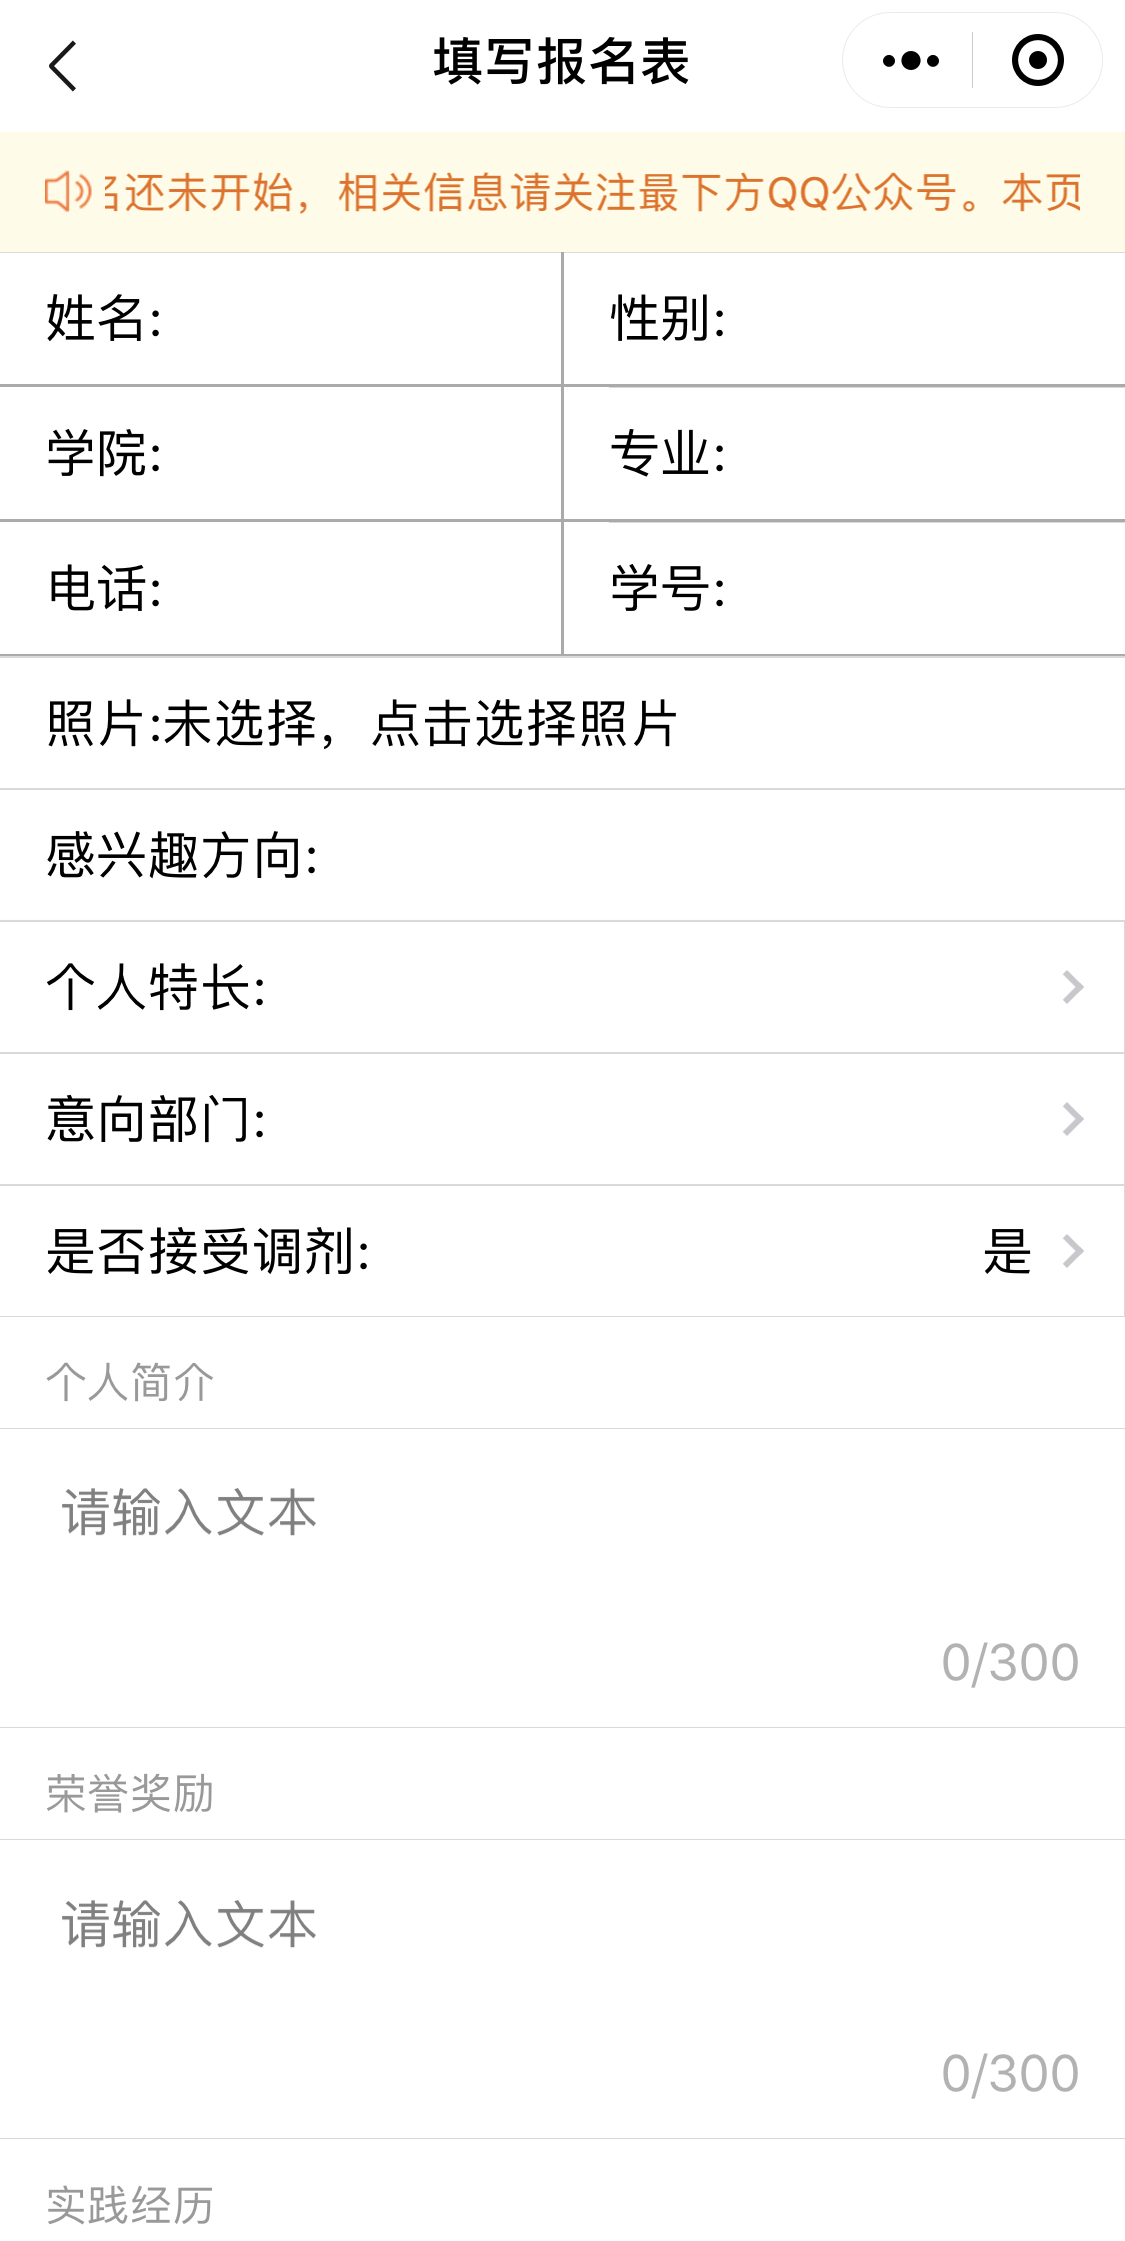 填写报名表
还未开始，相关信息请关注最下方QQ公众号。本页
姓名:
性别:
学院:
专业:
电话:
学号:
照片:未选择，点击选择照片
感兴趣方向:
个人特长:
意向部门:
是否接受调剂: 是
个人简介
请输入文本
0/300
荣誉奖励
请输入文本
0/300
实践经历